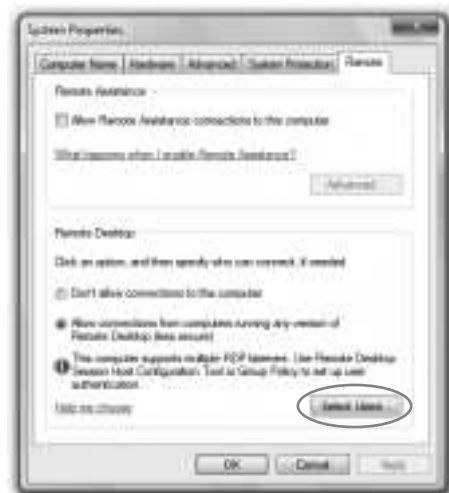 System Properties
Computer Name Hardware Advanced System Protection Remote
Remote Assistance
Allow Remote Assistance connections to this computer
What happens when I enable Remote Assistance?
Advanced...
Remote Desktop
Click an option, and then specify who can connect, if needed.
Don't allow connections to this computer
Allow connections from computers running any version of
Remote Desktop (less secure)
This computer supports multiple RDP listeners. Use Remote Desktop
Session Host Configuration Tool or Group Policy to set up user
authentication.
Help me choose
Select Users...
OK Cancel Apply